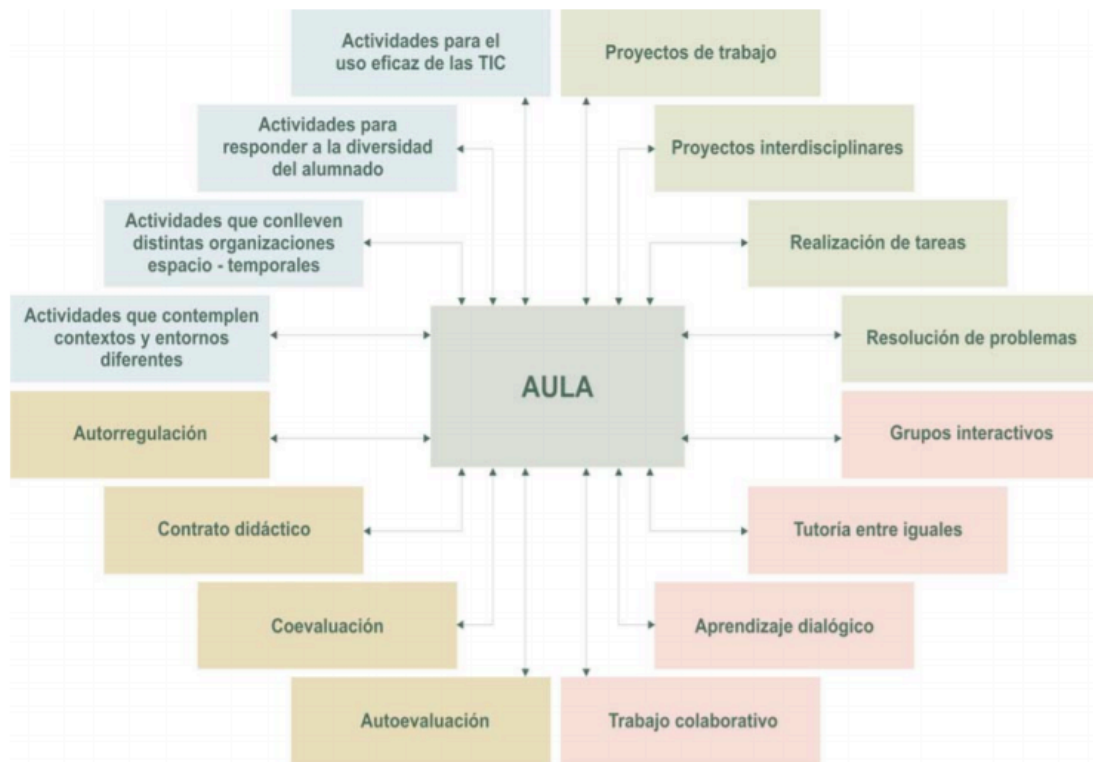 Actividades para el
uso eficaz de las TIC
Proyectos de trabajo
Actividades para
responder a la diversidad
del alumnado
Proyectos interdisciplinares
Actividades que conlleven
distintas organizaciones
espacio - temporales
Realización de tareas
Actividades que contemplen
contextos y entornos
diferentes
Resolución de problemas
AULA
Autorregulación
Grupos interactivos
Contrato didáctico
Tutoría entre iguales
Coevaluación
Aprendizaje dialógico
Autoevaluación
Trabajo colaborativo